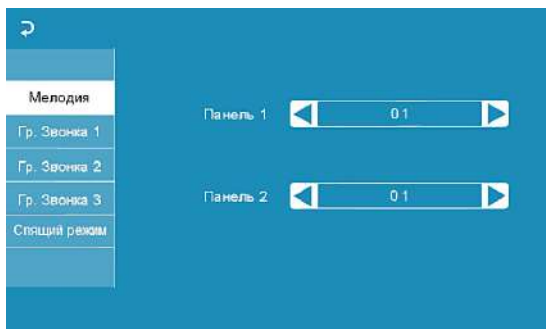 Мелодия
Гр. Звонка 1
Гр. Звонка 2
Гр. Звонка 3
Спящий режим
Панель 1 01
Панель 2 01